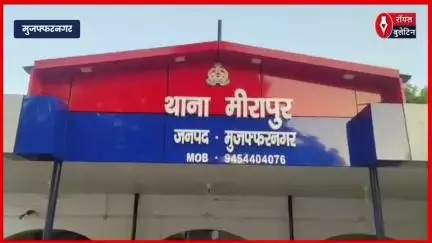 मुजफ्फरनगर
रॉयल
बुलेटिन
थाना मीरापुर
जनपद - मुजफ्फरनगर
MOB - 9454404076